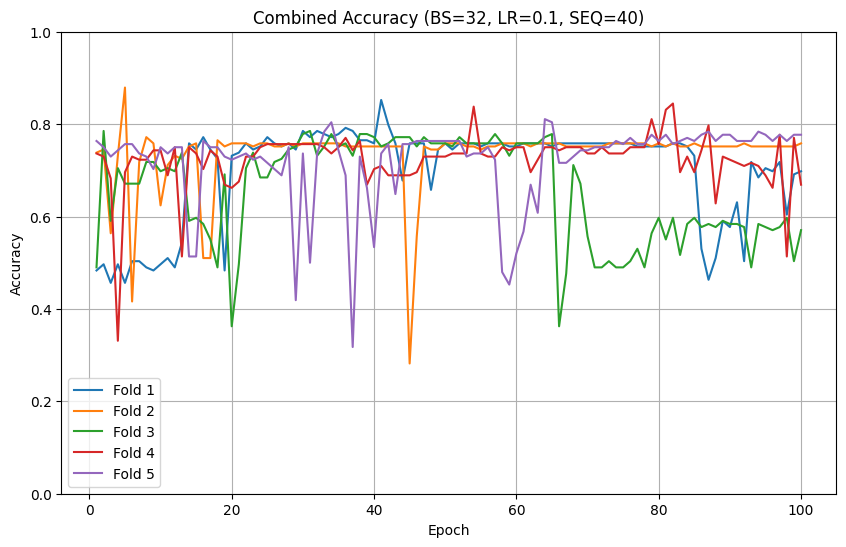 Combined Accuracy (BS=32, LR=0.1, SEQ=40)
1.0
0.8
0.6
0.4
0.2
0.0
Accuracy
Fold 1
Fold 2
Fold 3
Fold 4
Fold 5
0 20 40 60 80 100
Epoch